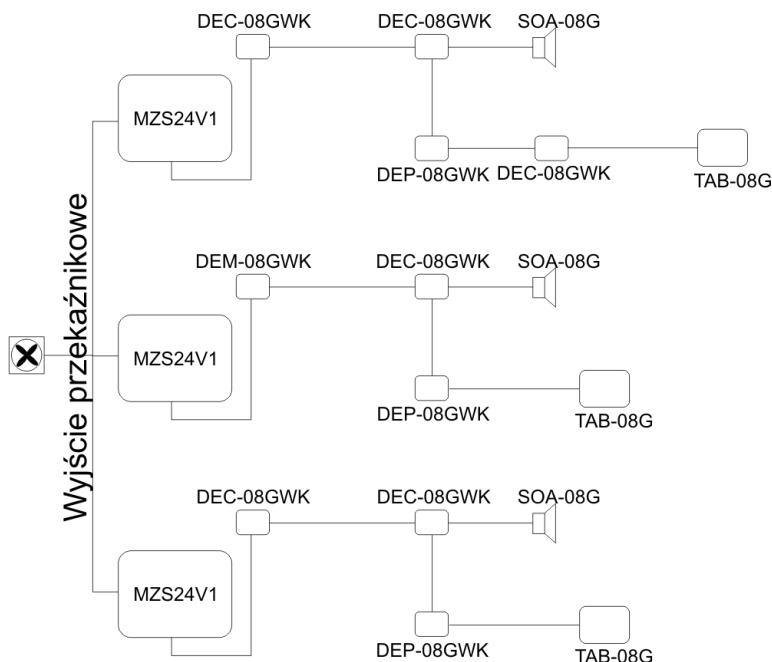 DEC-08GWK DEC-08GWK SOA-08G
MZS24V1
DEP-08GWK DEC-08GWK
TAB-08G
Wyjście przekaźnikowe
DEM-08GWK DEC-08GWK SOA-08G
MZS24V1
DEP-08GWK
TAB-08G
DEC-08GWK DEC-08GWK SOA-08G
MZS24V1
DEP-08GWK
TAB-08G